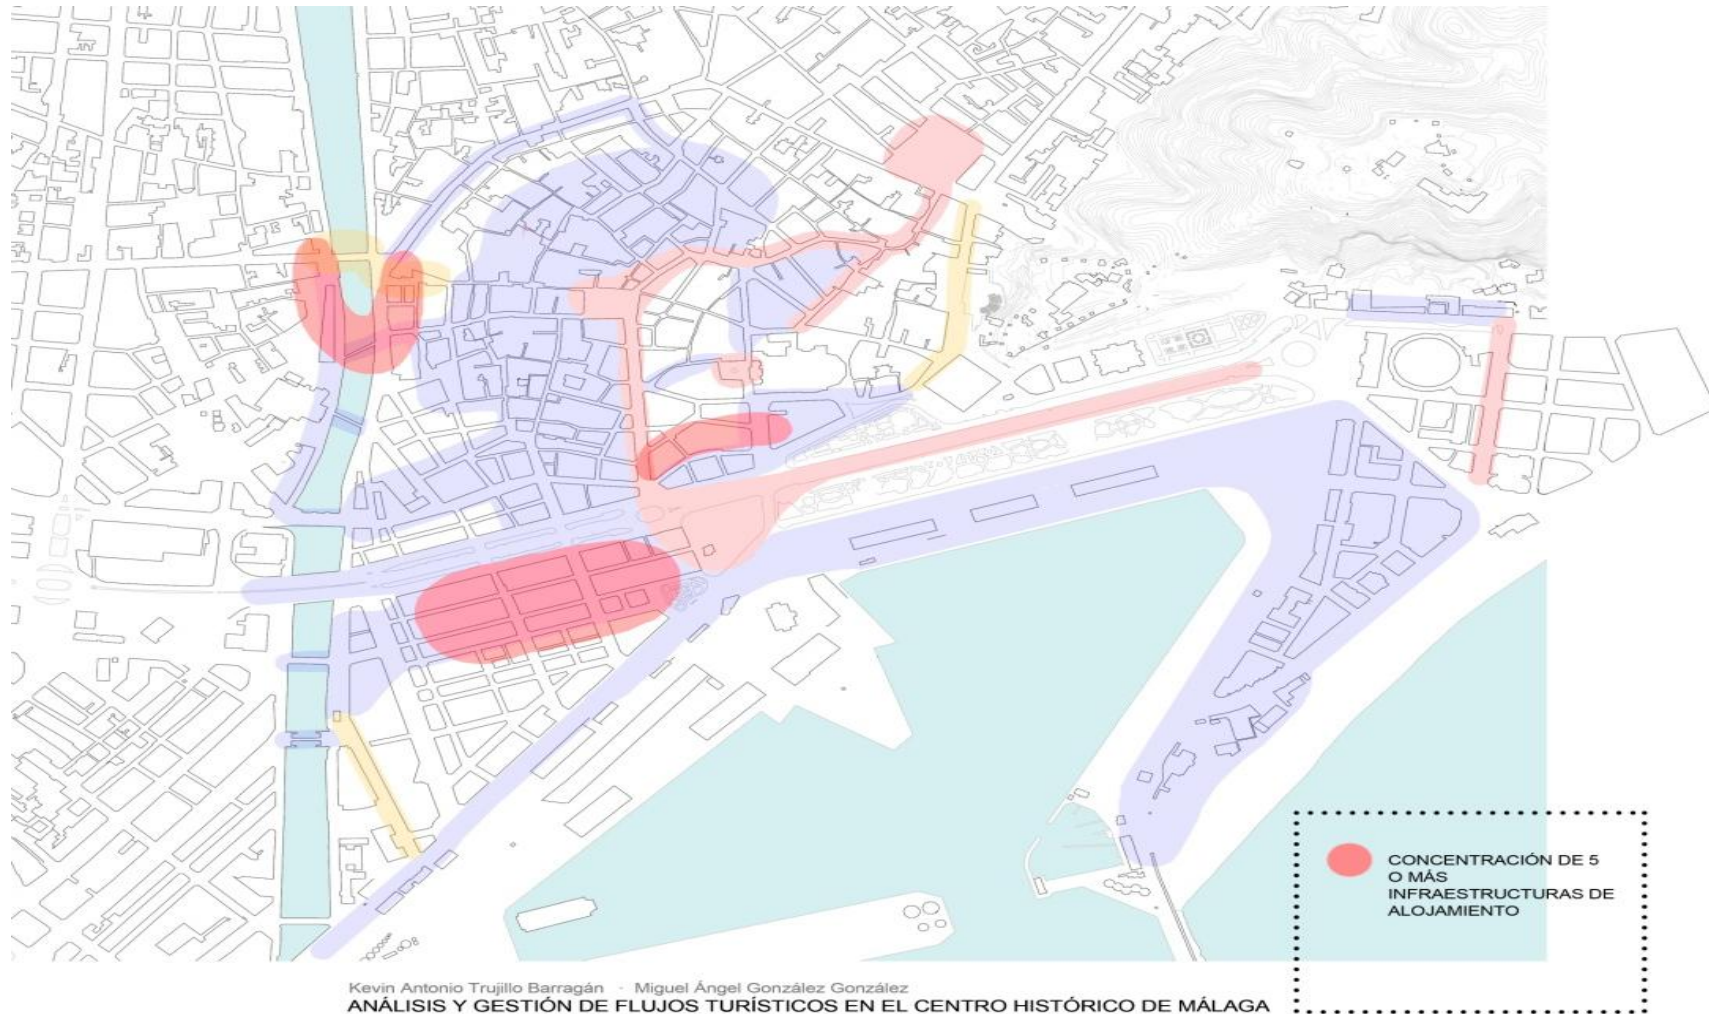 CONCENTRACIÓN DE 5
O MÁS
INFRAESTRUCTURAS DE
ALOJAMIENTO
Kevin Antonio Trujillo Barragán · Miguel Ángel González González
ANÁLISIS Y GESTIÓN DE FLUJOS TURÍSTICOS EN EL CENTRO HISTÓRICO DE MÁLAGA